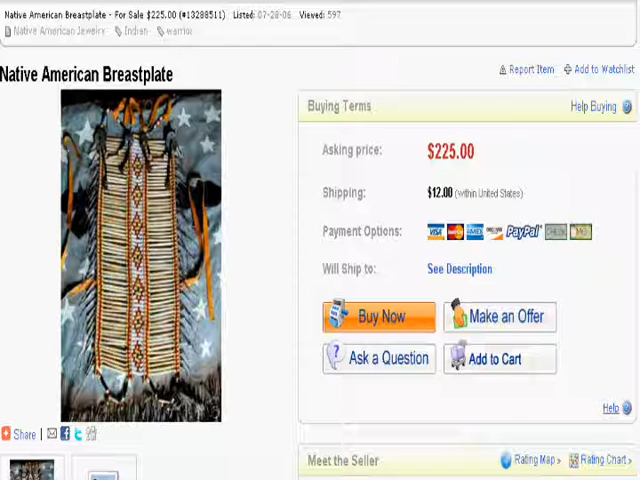 Native American Breastplate - For Sale $225.00 (#13288511) Listed: 07-28-06 Viewed: 597
Native American Jewelry Indian warrior
Native American Breastplate
Report Item Add to Watchlist
Buying Terms
Help Buying
Asking price: $225.00
Shipping: $12.00 (within United States)
Payment Options: VISA PayPal
Will Ship to: See Description
Buy Now
Make an Offer
Ask a Question
Add to Cart
Help
Share
Meet the Seller
Rating Map > Rating Chart >